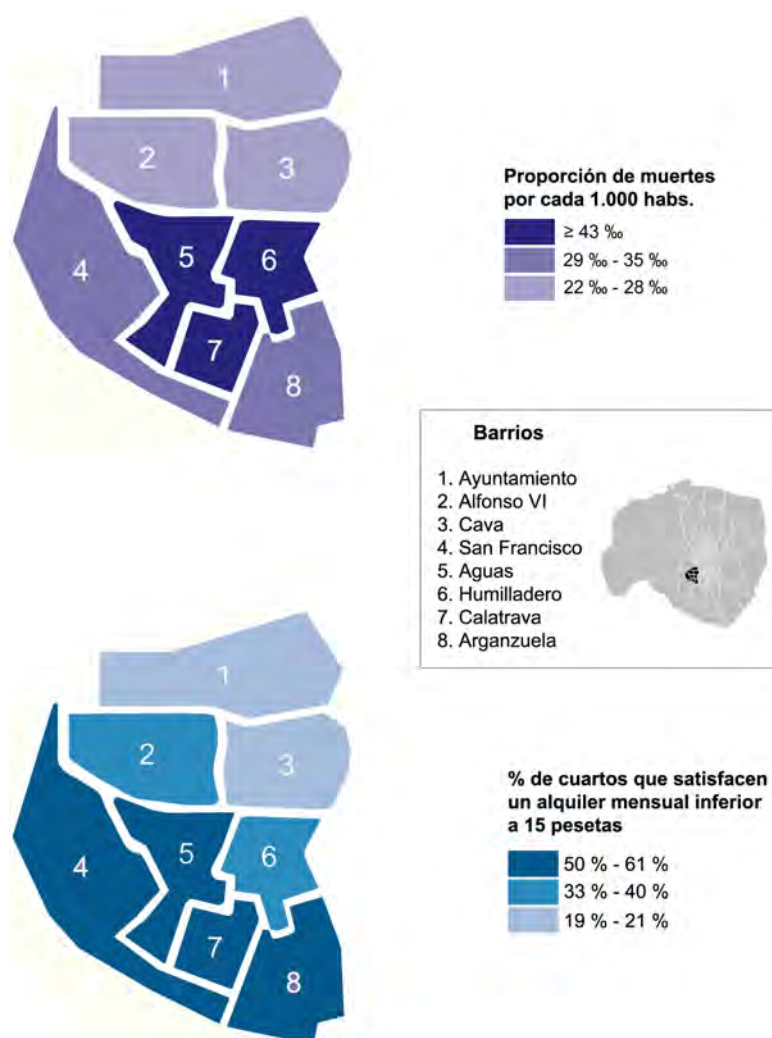 1
2
3
4
5
6
7
8
Proporción de muertes
por cada 1.000 habs.
≥ 43 ‰
29 ‰ - 35 ‰
22 ‰ - 28 ‰
Barrios
1. Ayuntamiento
2. Alfonso VI
3. Cava
4. San Francisco
5. Aguas
6. Humilladero
7. Calatrava
8. Arganzuela
1
2
3
4
5
6
7
8
% de cuartos que satisfacen
un alquiler mensual inferior
a 15 pesetas
50 % - 61 %
33 % - 40 %
19 % - 21 %